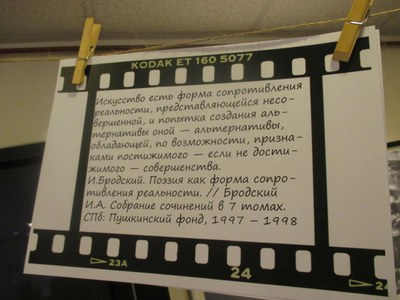 KODAK ET 160 5077
Искусство есть форма сопротивления
реальности, представляющейся несо-
вершенной, и попытка создания аль-
тернативы оной — альтернативы,
обладающей, по возможности, призна-
ками постижимого — если не дости-
жимого — совершенства.
И.Бродский. Поэзия как форма сопро-
тивления реальности. // Бродский
И.А. Собрание сочинений в 7 томах.
СПб: Пушкинский фонд, 1997 – 1998
23A
24
24